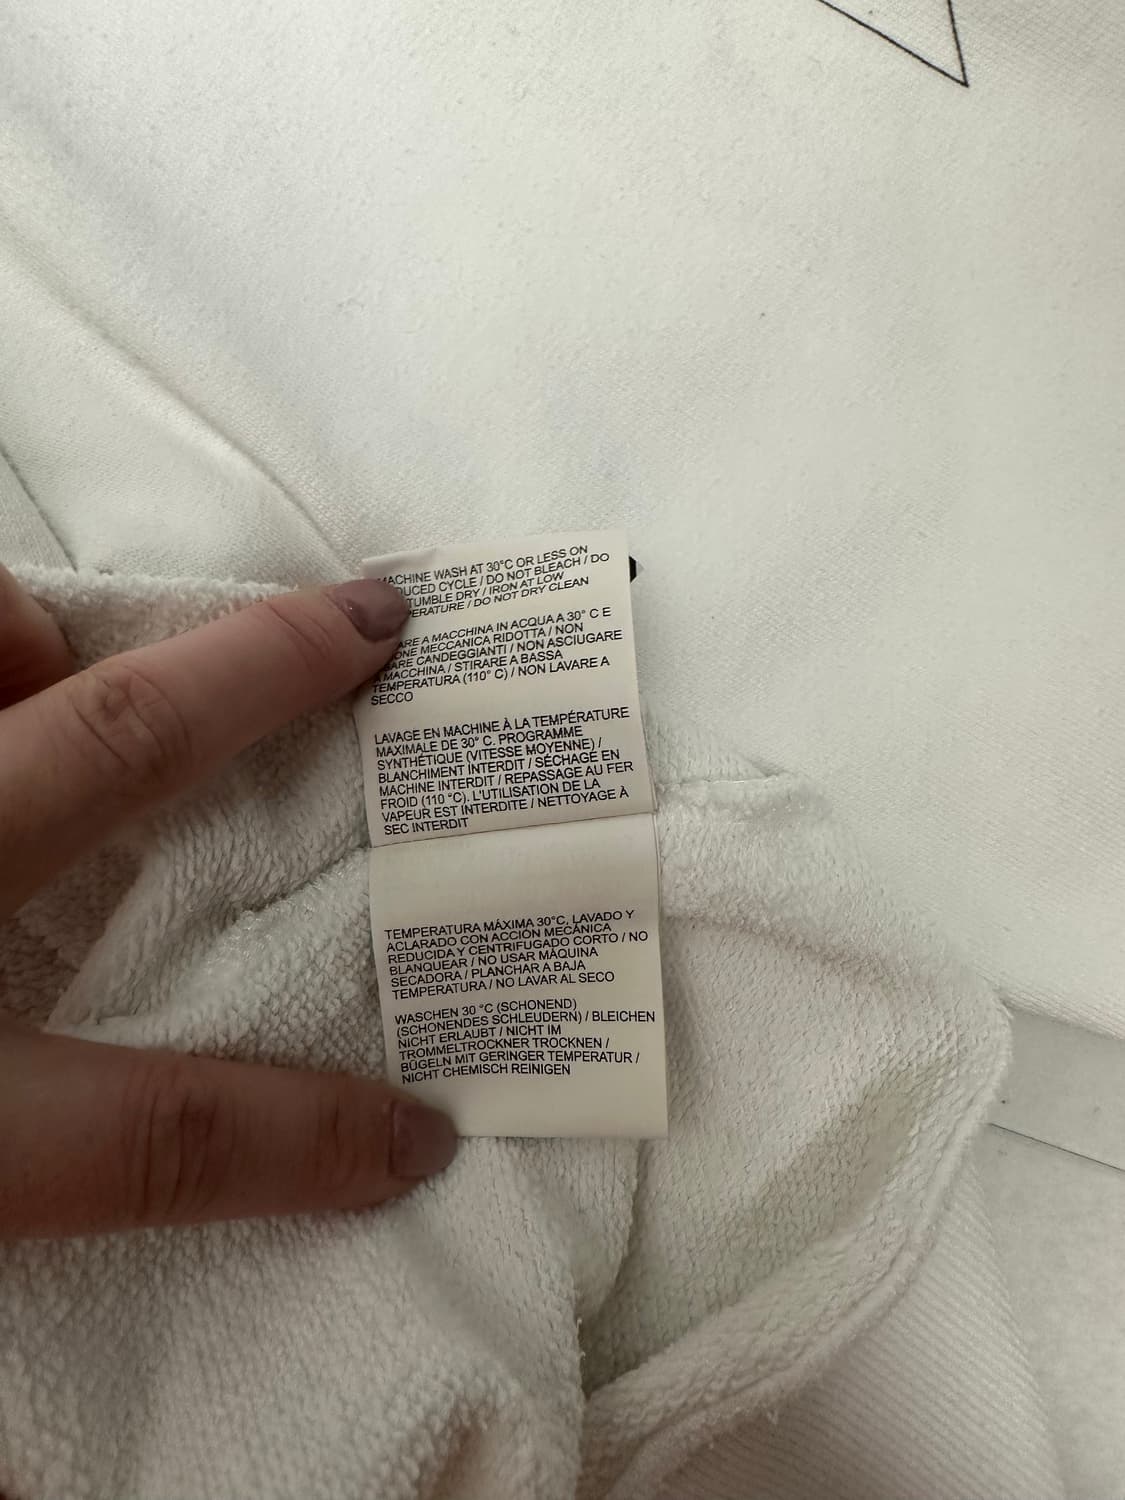 MACHINE WASH AT 30°C OR LESS ON
DUCED CYCLE / DO NOT BLEACH / DO
TUMBLE DRY / IRON AT LOW
PERATURE / DO NOT DRY CLEAN
ARE A MACCHINA IN ACQUA A 30° C E
ONE MECCANICA RIDOTTA / NON
ARE CANDEGGIANTI / NON ASCIUGARE
A MACCHINA / STIRARE A BASSA
TEMPERATURA (110° C) / NON LAVARE A
SECCO
LAVAGE EN MACHINE À LA TEMPÉRATURE
MAXIMALE DE 30° C. PROGRAMME
SYNTHÉTIQUE (VITESSE MOYENNE) /
BLANCHIMENT INTERDIT / SÉCHAGE EN
MACHINE INTERDIT / REPASSAGE AU FER
FROID (110 °C). L'UTILISATION DE LA
VAPEUR EST INTERDITE / NETTOYAGE À
SEC INTERDIT
TEMPERATURA MÁXIMA 30°C, LAVADO Y
ACLARADO CON ACCIÓN MECÁNICA
REDUCIDA Y CENTRIFUGADO CORTO / NO
BLANQUEAR / NO USAR MÁQUINA
SECADORA / PLANCHAR A BAJA
TEMPERATURA / NO LAVAR AL SECO
WASCHEN 30 °C (SCHONEND)
(SCHONENDES SCHLEUDERN) / BLEICHEN
NICHT ERLAUBT / NICHT IM
TROMMELTROCKNER TROCKNEN /
BÜGELN MIT GERINGER TEMPERATUR /
NICHT CHEMISCH REINIGEN